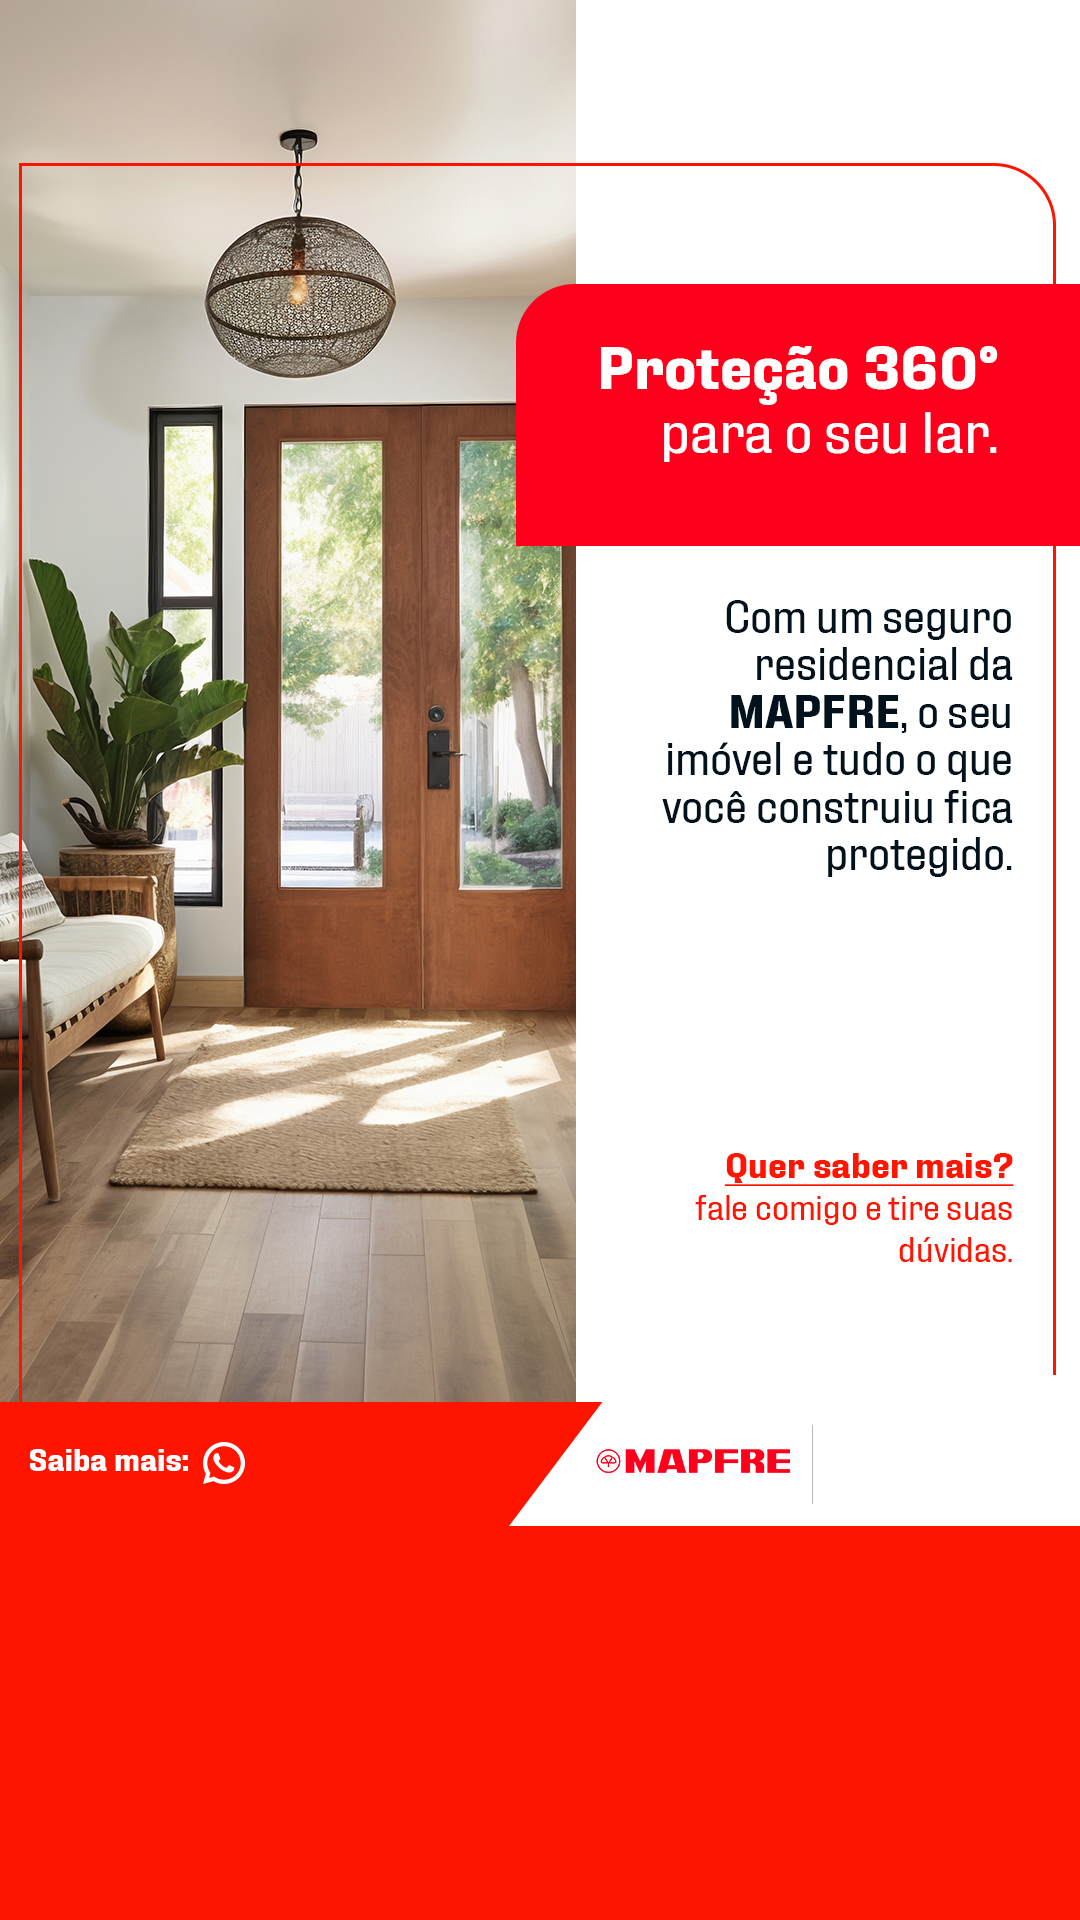 Proteção 360°
para o seu lar.
Com um seguro
residencial da
MAPFRE, o seu
imóvel e tudo o que
você construiu fica
protegido.
Quer saber mais?
fale comigo e tire suas
dúvidas.
Saiba mais:
MAPFRE